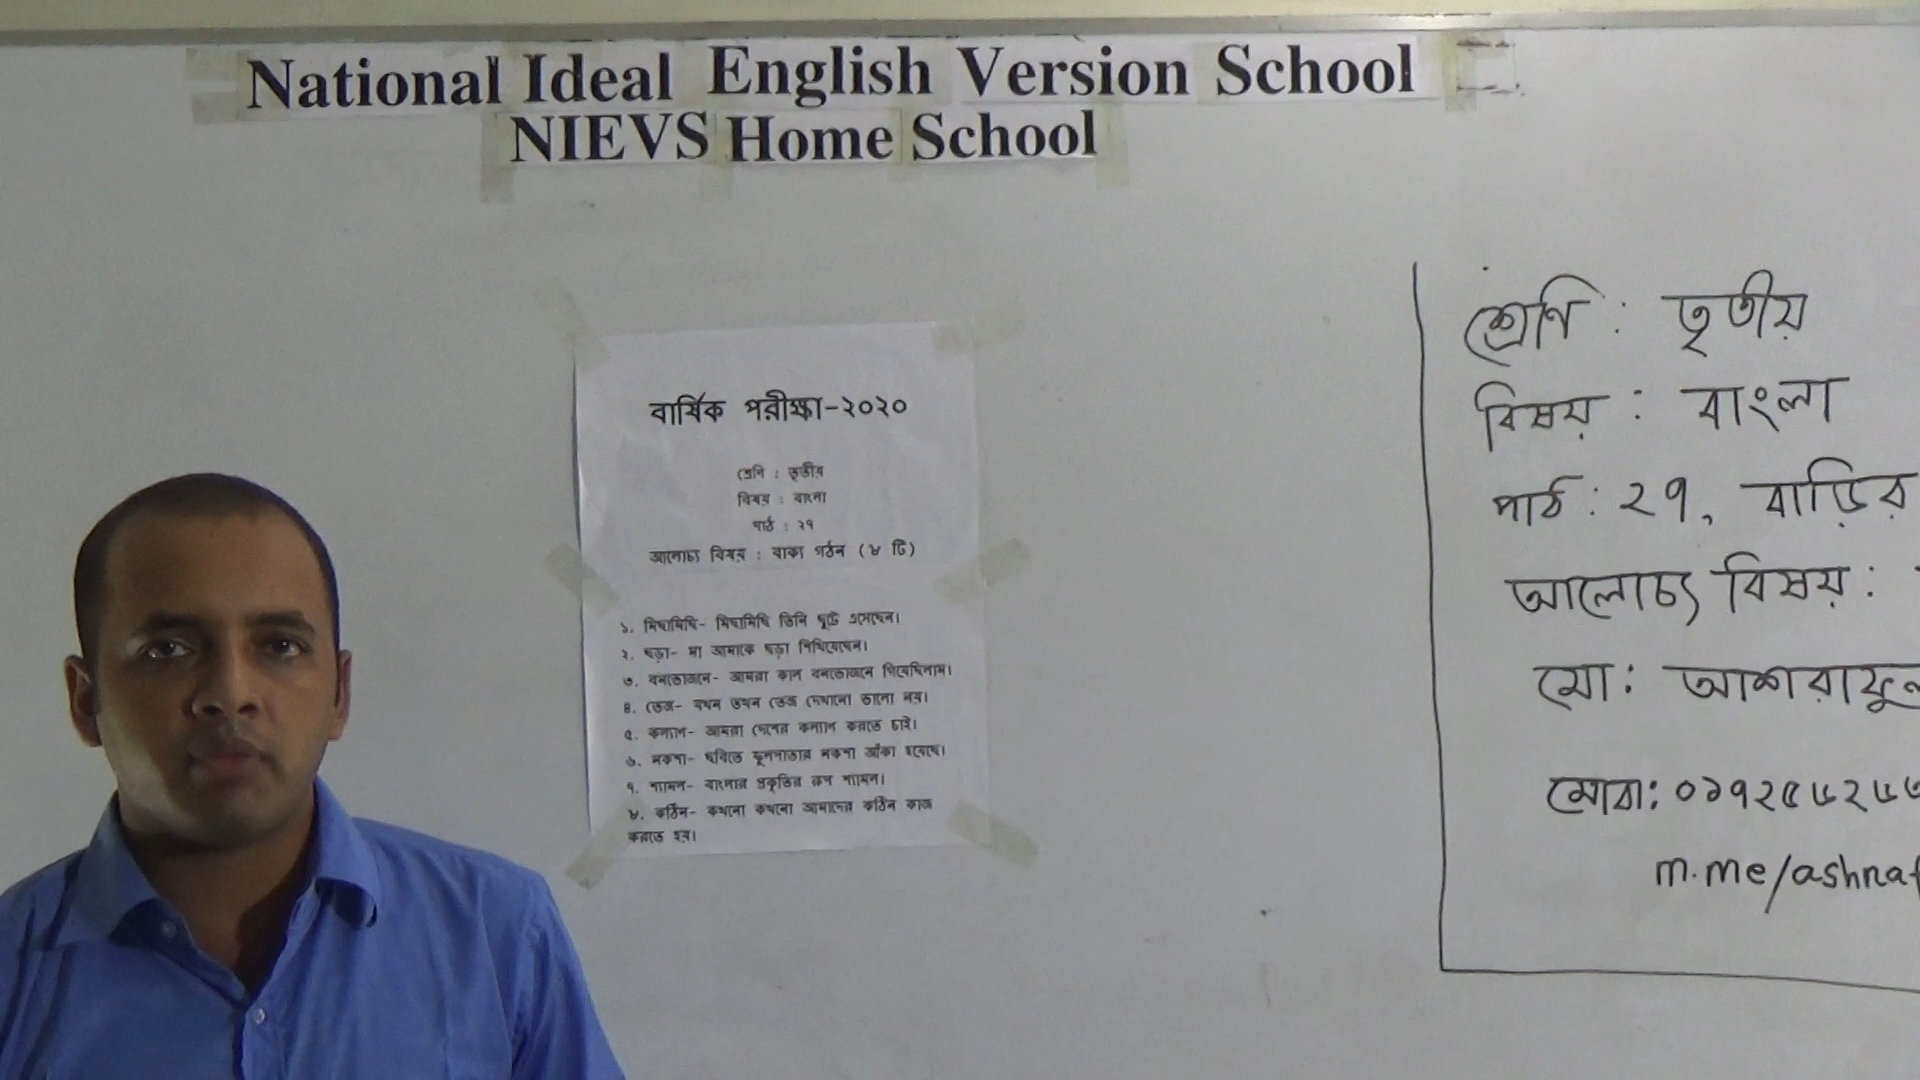 National Ideal English Version School
NIEVS Home School
বার্ষিক পরীক্ষা-২০২০
শ্রেণি : তৃতীয়
বিষয় : বাংলা
পাঠ : ২৭
আলোচ্য বিষয় : বাক্য গঠন (৮ টি)
১. মিছামিছি- মিছামিছি তিনি ছুটে এসেছেন।
২. ছড়া- মা আমাকে ছড়া শিখিয়েছেন।
৩. বনভোজনে- আমরা কাল বনভোজনে গিয়েছিলাম।
৪. তেজ- যখন তখন তেজ দেখানো ভালো নয়।
৫. কল্যাণ- আমরা দেশের কল্যাণ করতে চাই।
৬. নকশা- ছবিতে ফুলপাতার নকশা আঁকা হয়েছে।
৭. শ্যামল- বাংলার প্রকৃতির রূপ শ্যামল।
৮. কঠিন- কখনো কখনো আমাদের কঠিন কাজ
করতে হয়।
শ্রেণি : তৃতীয়
বিষয় : বাংলা
পাঠ : ২৭, বাড়ির
আলোচ্য বিষয় :
মো: আশরাফুল
মোবা: ০১৭২৫৬২৬৩
m.me/ashraf